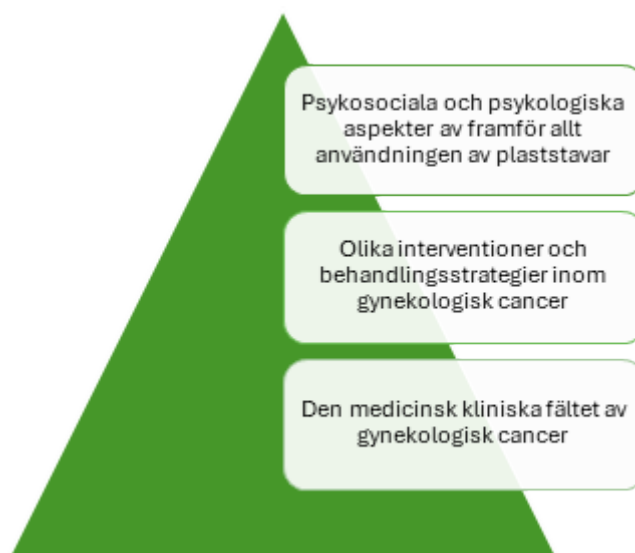 Psykosociala och psykologiska
aspekter av framför allt
användningen av plaststavar
Olika interventioner och
behandlingsstrategier inom
gynekologisk cancer
Den medicinsk kliniska fältet av
gynekologisk cancer